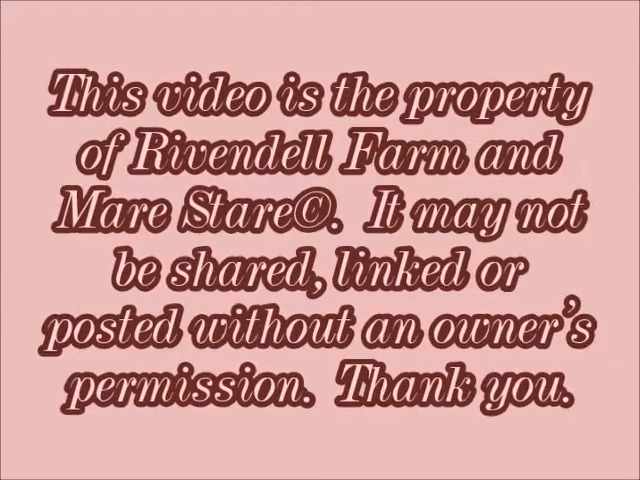 This video is the property
of Rivendell Farm and
Mare Stare©. It may not
be shared, linked or
posted without an owner's
permission. Thank you.